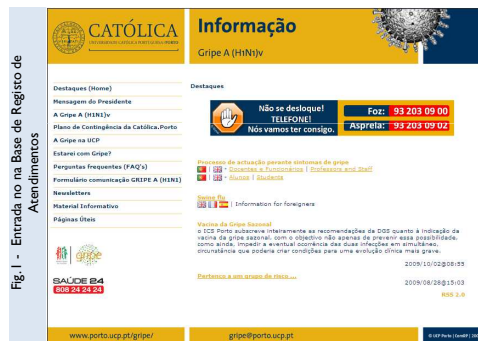 Fig. I - Entrada no na Base de Registo de
Atendimentos
CATÓLICA
UNIVERSIDADE CATÓLICA PORTUGUESA | PORTO
Informação
Gripe A (H1N1)v
Destaques (Home)
Mensagem do Presidente
A Gripe A (H1N1)v
Plano de Contingência da Católica.Porto
A Gripe na UCP
Estarei com Gripe?
Perguntas frequentes (FAQ's)
Formulário comunicação GRIPE A (H1N1)
Newsletters
Material Informativo
Páginas Úteis
gripe
SAÚDE 24
808 24 24 24
Destaques
Não se desloque!
TELEFONE!
Nós vamos ter consigo.
Foz: 93 203 09 00
Asprela: 93 203 09 02
Processo de actuação perante sintomas de gripe
| - Docentes e Funcionários | Professors and Staff
| - Alunos | Students
Swine flu
| Information for foreigners
Vacina da Gripe Sazonal
o ICS Porto subscreve inteiramente as recomendações da DGS quanto à indicação da
vacina da gripe sazonal, com o objectivo não apenas de prevenir essa possibilidade,
como ainda, impedir a eventual ocorrência das duas infecções em simultâneo,
circunstância que poderia criar condições para uma evolução clínica mais grave.
2009/10/02@08:55
Pertenço a um grupo de risco ...
2009/08/28@15:03
RSS 2.0
www.porto.ucp.pt/gripe/
gripe@porto.ucp.pt
© UCP Porto | ComRP | 200